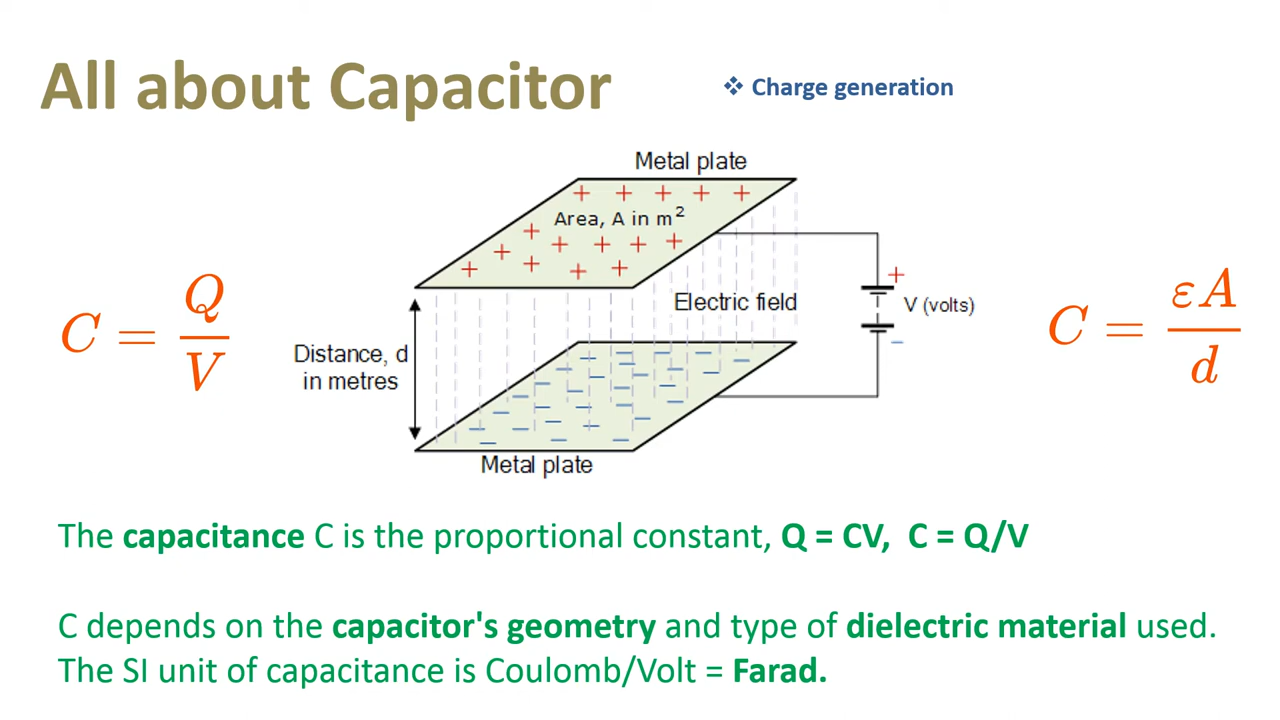 All about Capacitor
❖ Charge generation
Metal plate
Area, A in m²
C = Q/V
Electric field
+
V (volts)
−
C = εA/d
Distance, d
in metres
Metal plate
The capacitance C is the proportional constant, Q = CV, C = Q/V
C depends on the capacitor's geometry and type of dielectric material used.
The SI unit of capacitance is Coulomb/Volt = Farad.